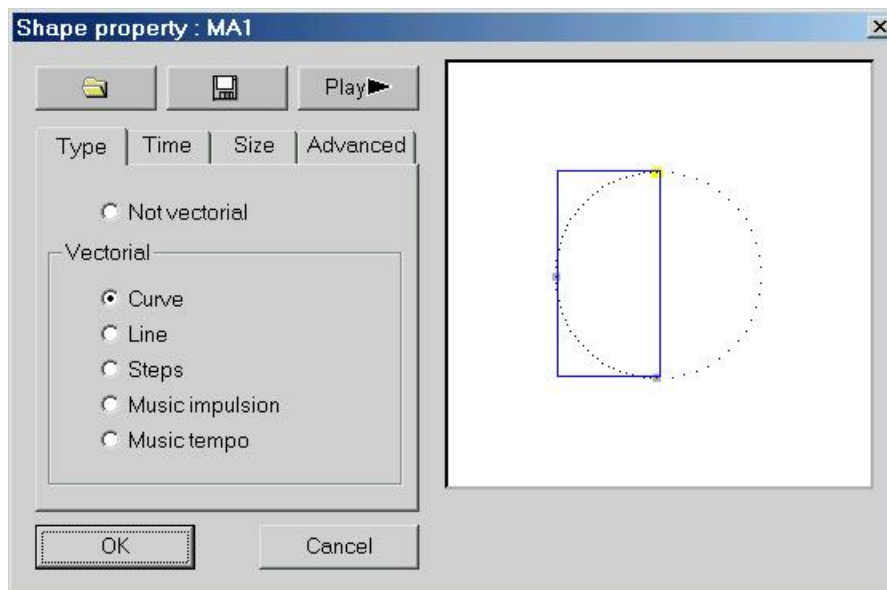 Shape property : MA1
Play
Type Time Size Advanced
Not vectorial
Vectorial
Curve
Line
Steps
Music impulsion
Music tempo
OK Cancel